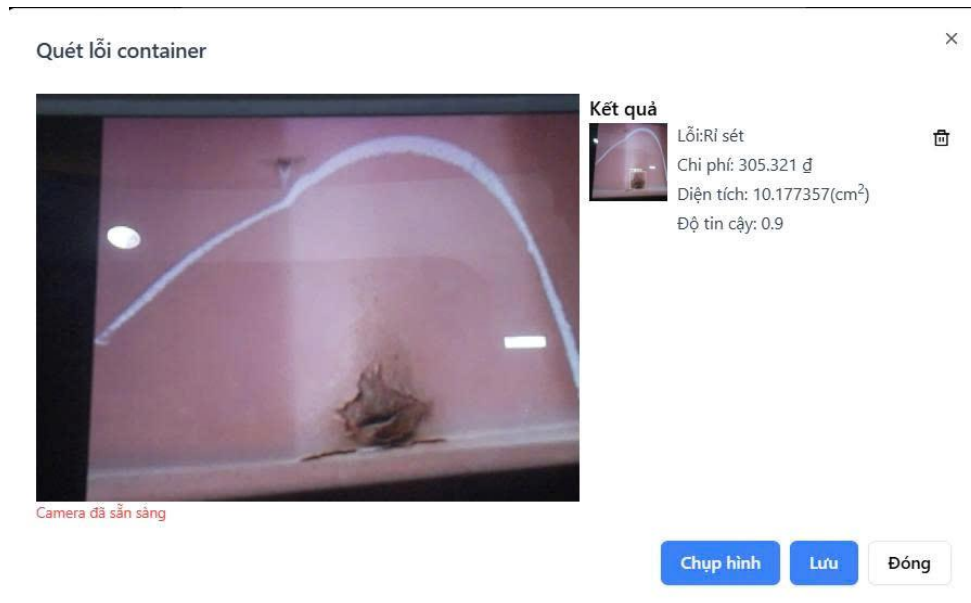 Quét lỗi container
Kết quả
Lỗi:Rỉ sét
Chi phí: 305.321 ₫
Diện tích: 10.177357(cm²)
Độ tin cậy: 0.9
Camera đã sẵn sàng
Chụp hình
Lưu
Đóng